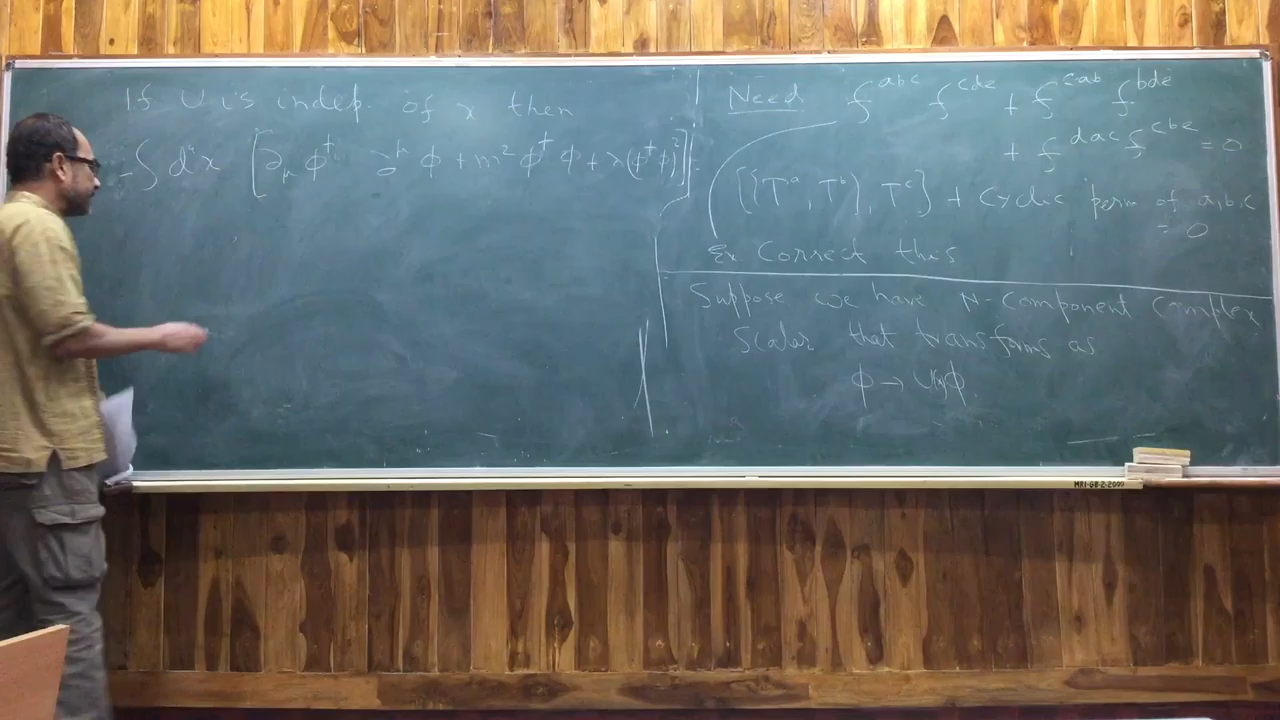 If U is indep. of x then
-∫ d⁴x [∂_μ ϕ† ∂^μ ϕ + m² ϕ† ϕ + λ(ϕ†ϕ)²]
Need f^{abc} f^{cde} + f^{cab} f^{bde}
+ f^{dac} f^{cbe} = 0
[[T^a, T^b], T^c] + cyclic perm of a,b,c
= 0
Ex Correct this
Suppose we have N-component complex
Scalar that transforms as
ϕ → U(x)ϕ
MRI-GB-2-2000